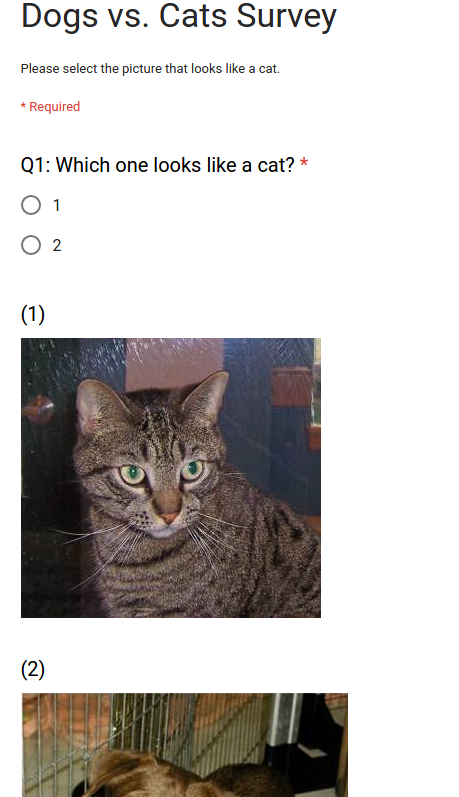 Dogs vs. Cats Survey
Please select the picture that looks like a cat.
* Required
Q1: Which one looks like a cat? *
1
2
(1)
(2)